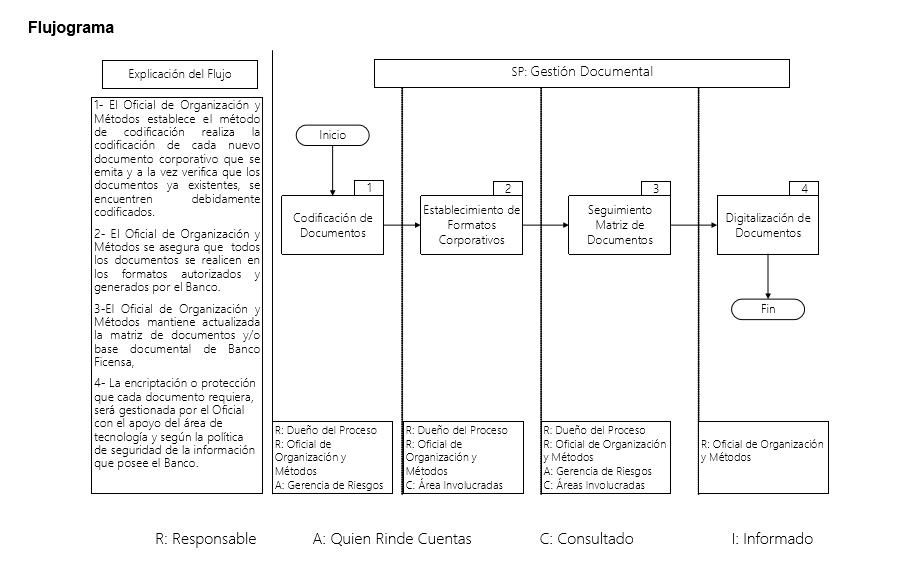 Flujograma
Explicación del Flujo
1- El Oficial de Organización y
Métodos establece el método
de codificación realiza la
codificación de cada nuevo
documento corporativo que se
emita y a la vez verifica que los
documentos ya existentes, se
encuentren debidamente
codificados.
2- El Oficial de Organización y
Métodos se asegura que todos
los documentos se realicen en
los formatos autorizados y
generados por el Banco.
3-El Oficial de Organización y
Métodos mantiene actualizada
la matriz de documentos y/o
base documental de Banco
Ficensa,
4- La encriptación o protección
que cada documento requiera,
será gestionada por el Oficial
con el apoyo del área de
tecnología y según la política
de seguridad de la información
que posee el Banco.
SP: Gestión Documental
Inicio
1
Codificación de
Documentos
2
Establecimiento de
Formatos
Corporativos
3
Seguimiento
Matriz de
Documentos
4
Digitalización de
Documentos
Fin
R: Dueño del Proceso
R: Oficial de
Organización y
Métodos
A: Gerencia de Riesgos
R: Dueño del Proceso
R: Oficial de
Organización y
Métodos
C: Área Involucradas
R: Dueño del Proceso
R: Oficial de Organización
y Métodos
A: Gerencia de Riesgos
C: Áreas Involucradas
R: Oficial de Organización
y Métodos
R: Responsable
A: Quien Rinde Cuentas
C: Consultado
I: Informado